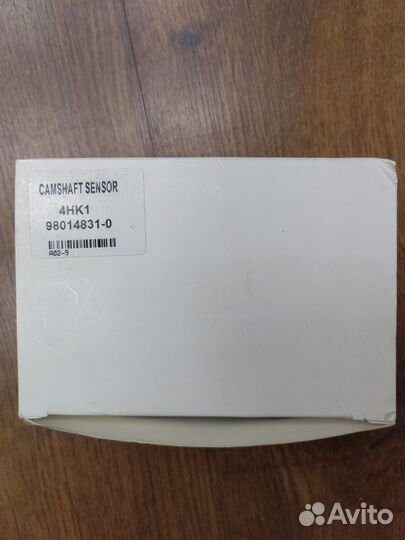 CAMSHAFT SENSOR
4HK1
98014831-0
A02-9
Avito